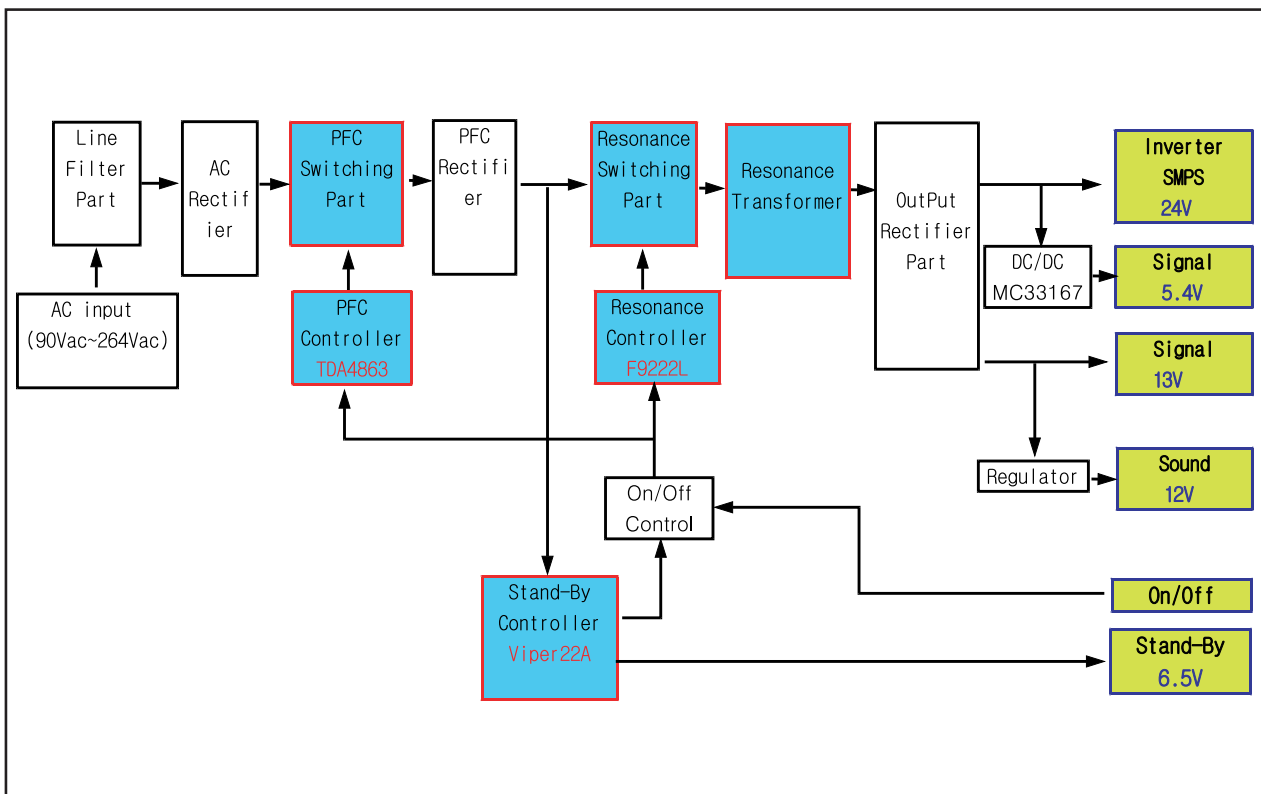 Line
Filter
Part
AC
Rectif
ier
PFC
Switching
Part
PFC
Rectifi
er
Resonance
Switching
Part
Resonance
Transformer
OutPut
Rectifier
Part
Inverter
SMPS
24V
DC/DC
MC33167
Signal
5.4V
AC input
(90Vac~264Vac)
PFC
Controller
TDA4863
Resonance
Controller
F9222L
Signal
13V
Regulator
Sound
12V
On/Off
Control
Stand-By
Controller
Viper22A
On/Off
Stand-By
6.5V